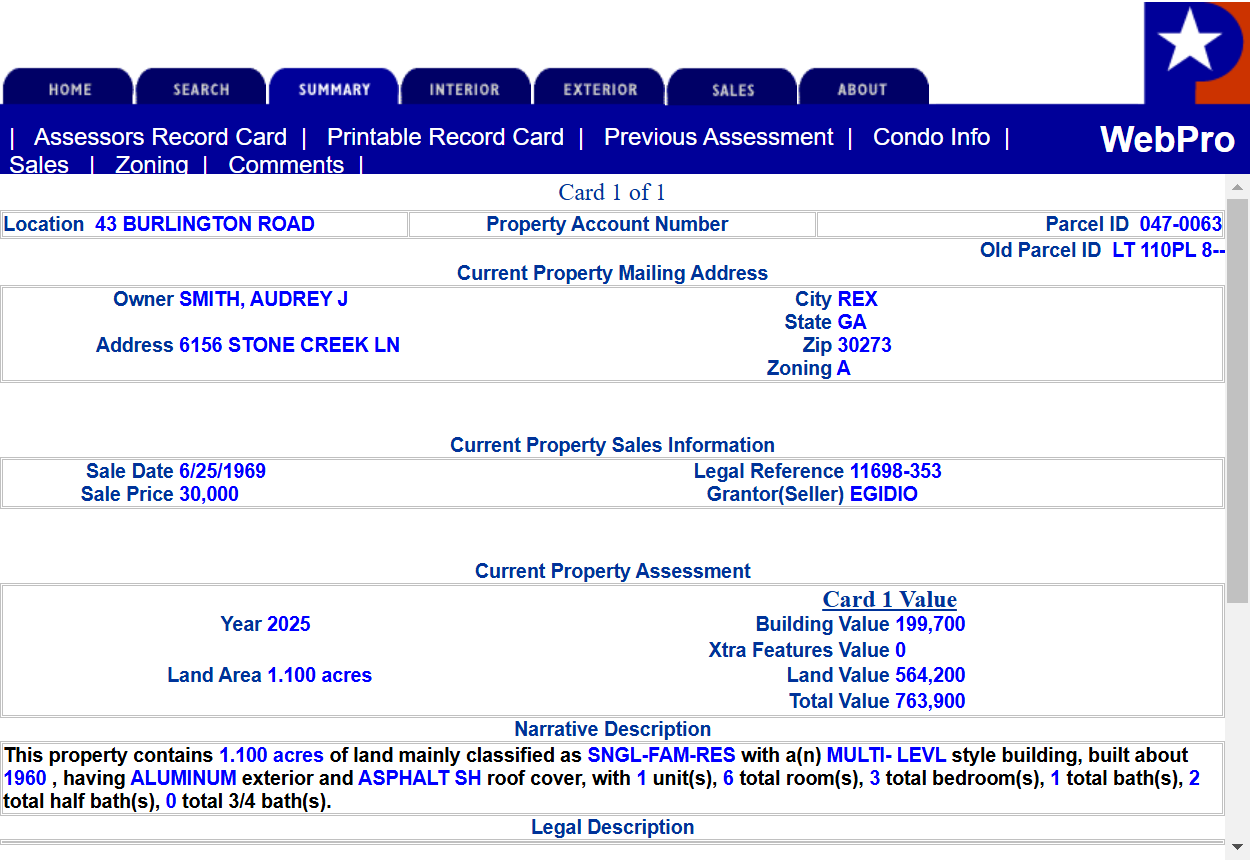 HOME SEARCH SUMMARY INTERIOR EXTERIOR SALES ABOUT
| Assessors Record Card | Printable Record Card | Previous Assessment | Condo Info |
WebPro
Sales | Zoning | Comments |
Card 1 of 1
Location 43 BURLINGTON ROAD Property Account Number Parcel ID 047-0063
Old Parcel ID LT 110PL 8--
Current Property Mailing Address
Owner SMITH, AUDREY J City REX
State GA
Address 6156 STONE CREEK LN Zip 30273
Zoning A
Current Property Sales Information
Sale Date 6/25/1969 Legal Reference 11698-353
Sale Price 30,000 Grantor(Seller) EGIDIO
Current Property Assessment
Card 1 Value
Year 2025 Building Value 199,700
Xtra Features Value 0
Land Area 1.100 acres Land Value 564,200
Total Value 763,900
Narrative Description
This property contains 1.100 acres of land mainly classified as SNGL-FAM-RES with a(n) MULTI- LEVL style building, built about
1960 , having ALUMINUM exterior and ASPHALT SH roof cover, with 1 unit(s), 6 total room(s), 3 total bedroom(s), 1 total bath(s), 2
total half bath(s), 0 total 3/4 bath(s).
Legal Description